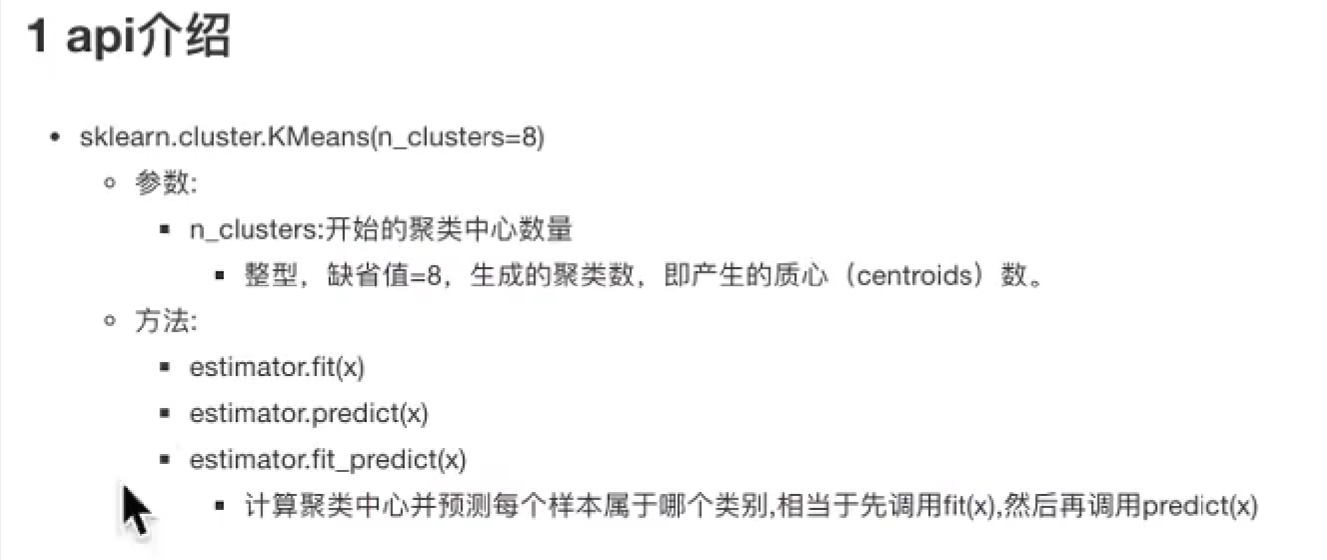 1 api介绍
sklearn.cluster.KMeans(n_clusters=8)
参数:
n_clusters:开始的聚类中心数量
整型，缺省值=8，生成的聚类数，即产生的质心（centroids）数。
方法:
estimator.fit(x)
estimator.predict(x)
estimator.fit_predict(x)
计算聚类中心并预测每个样本属于哪个类别,相当于先调用fit(x),然后再调用predict(x)